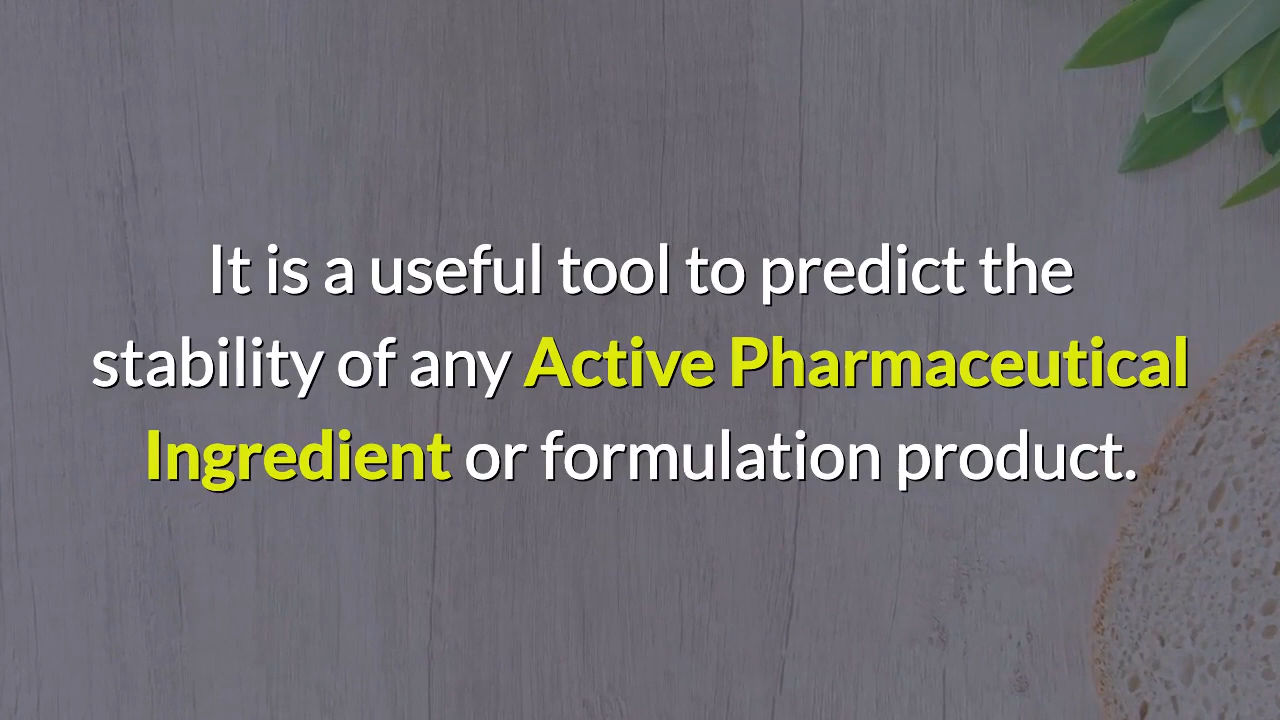 It is a useful tool to predict the
stability of any Active Pharmaceutical
Ingredient or formulation product.